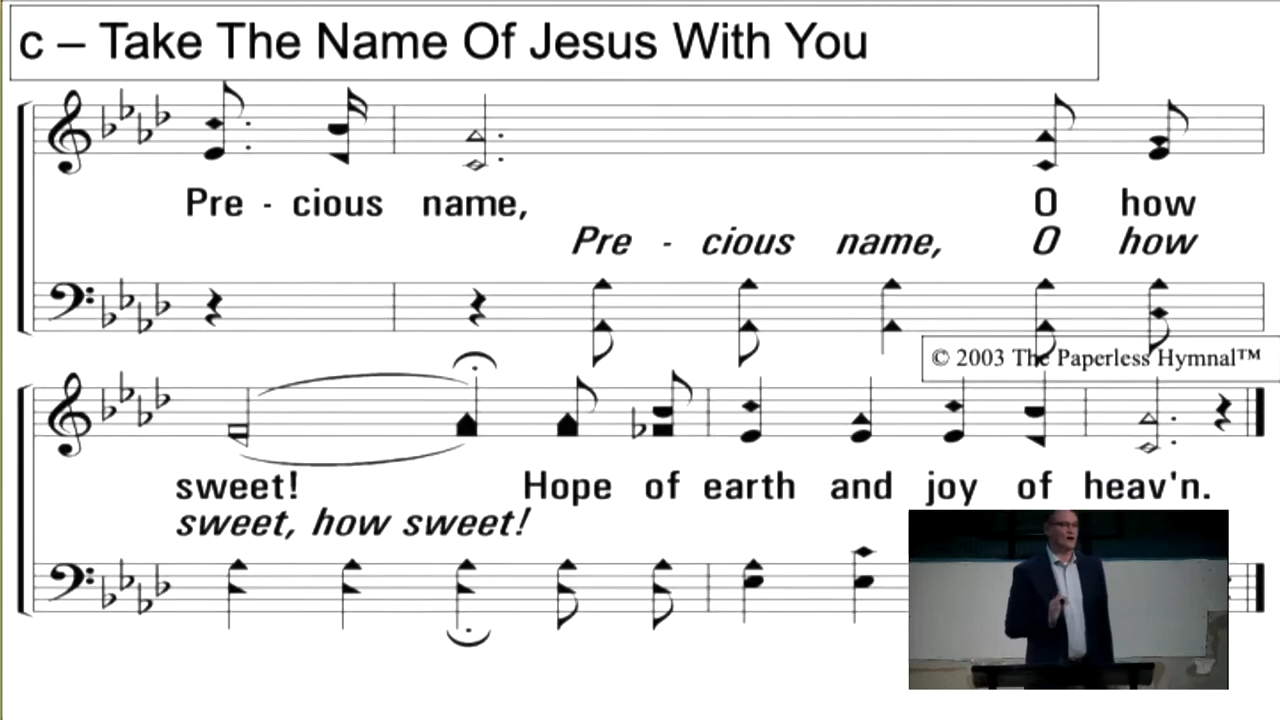 c – Take The Name Of Jesus With You
Pre - cious name, O how
Pre - cious name, O how
© 2003 The Paperless Hymnal™
sweet! Hope of earth and joy of heav'n.
sweet, how sweet!